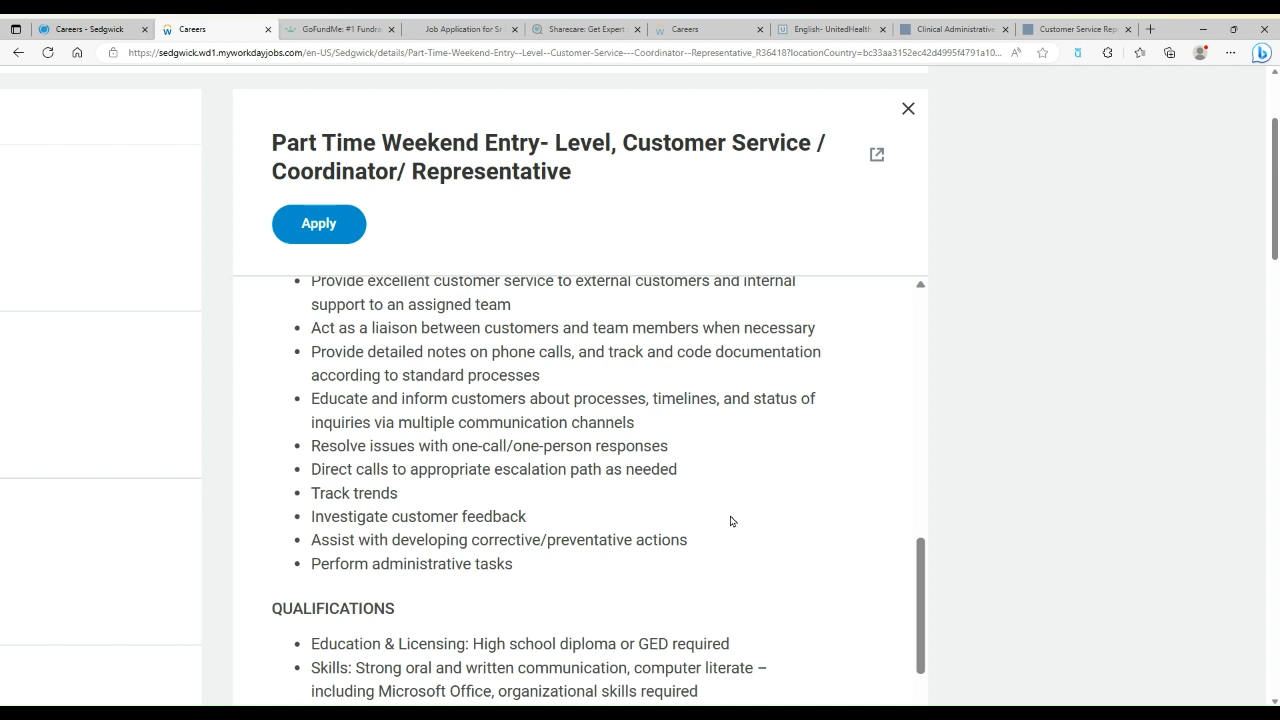 Careers - Sedgwick
Careers
GoFundMe: #1 Fundra
Job Application for Sr
Sharecare: Get Expert
Careers
English- UnitedHealth
Clinical Administrative
Customer Service Rep
https://sedgwick.wd1.myworkdayjobs.com/en-US/Sedgwick/details/Part-Time-Weekend-Entry--Level--Customer-Service---Coordinator--Representative_R36418?locationCountry=bc33aa3152ec42d4995f4791a10...
Part Time Weekend Entry- Level, Customer Service /
Coordinator/ Representative
Apply
• Provide excellent customer service to external customers and internal
support to an assigned team
• Act as a liaison between customers and team members when necessary
• Provide detailed notes on phone calls, and track and code documentation
according to standard processes
• Educate and inform customers about processes, timelines, and status of
inquiries via multiple communication channels
• Resolve issues with one-call/one-person responses
• Direct calls to appropriate escalation path as needed
• Track trends
• Investigate customer feedback
• Assist with developing corrective/preventative actions
• Perform administrative tasks
QUALIFICATIONS
• Education & Licensing: High school diploma or GED required
• Skills: Strong oral and written communication, computer literate –
including Microsoft Office, organizational skills required